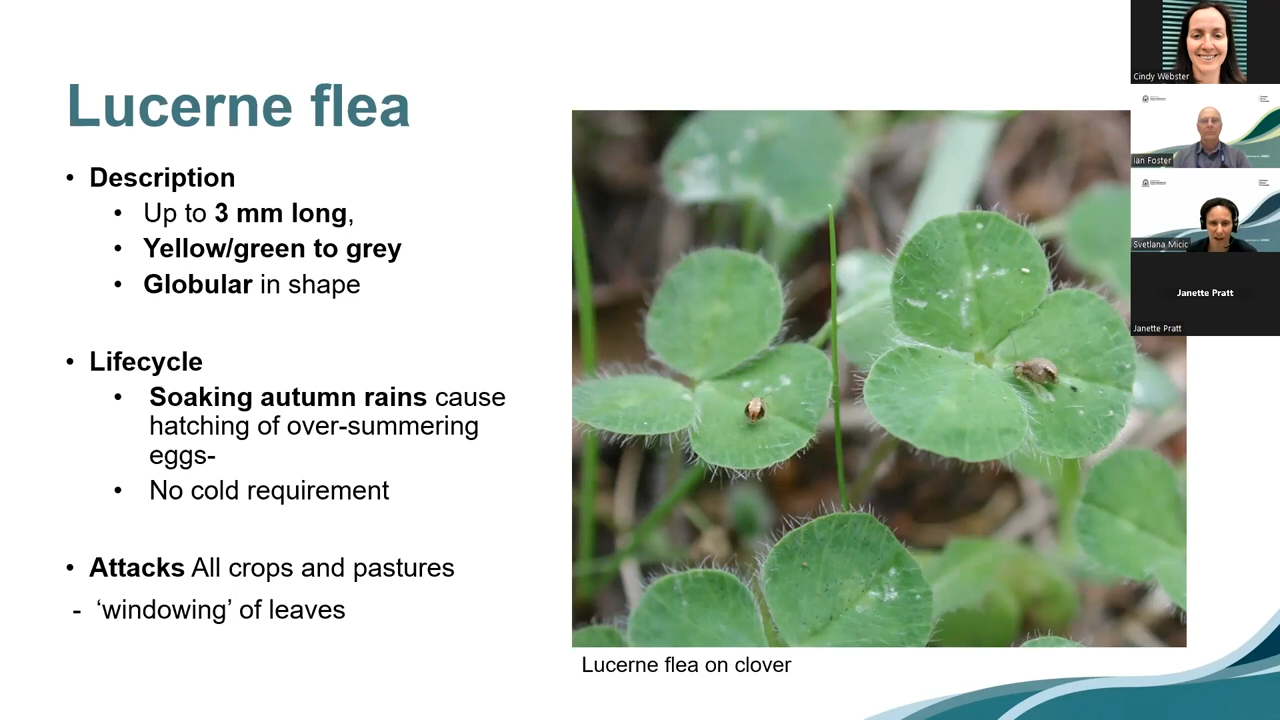 Lucerne flea
• Description
• Up to 3 mm long,
• Yellow/green to grey
• Globular in shape
• Lifecycle
• Soaking autumn rains cause
hatching of over-summering
eggs-
• No cold requirement
• Attacks All crops and pastures
- ‘windowing’ of leaves
Lucerne flea on clover
Cindy Webster
Ian Foster
Svetlana Micic
Janette Pratt
Janette Pratt